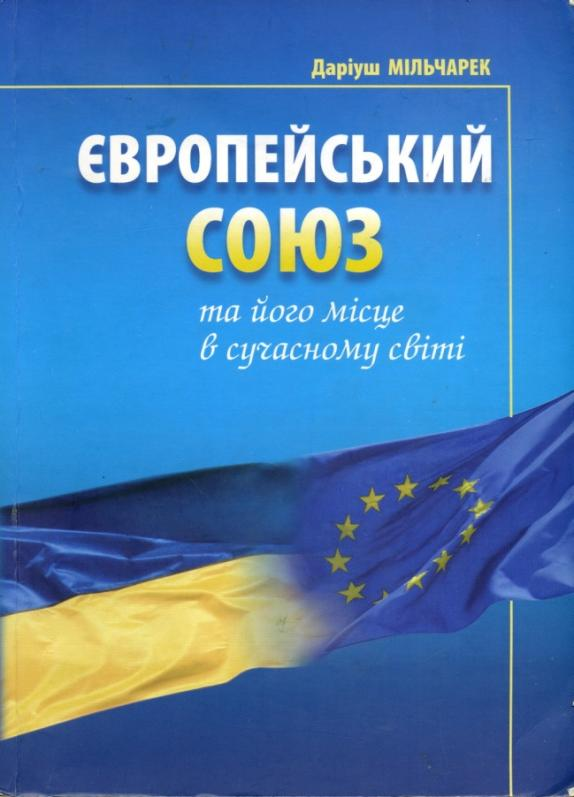 Даріуш МІЛЬЧАРЕК
ЄВРОПЕЙСЬКИЙ
СОЮЗ
та його місце
в сучасному світі